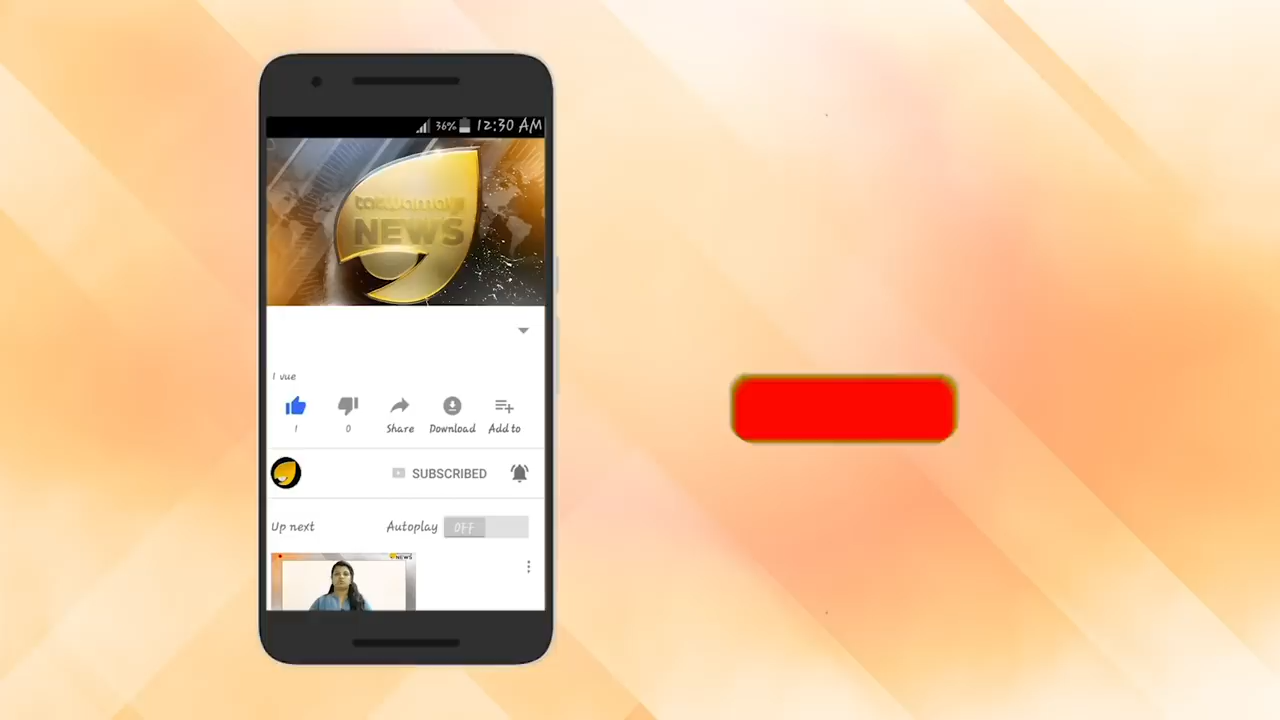 36% 12:30 AM
tatwamayi
NEWS
1 vue
1 0 Share Download Add to
SUBSCRIBED
Up next Autoplay OFF
NEWS